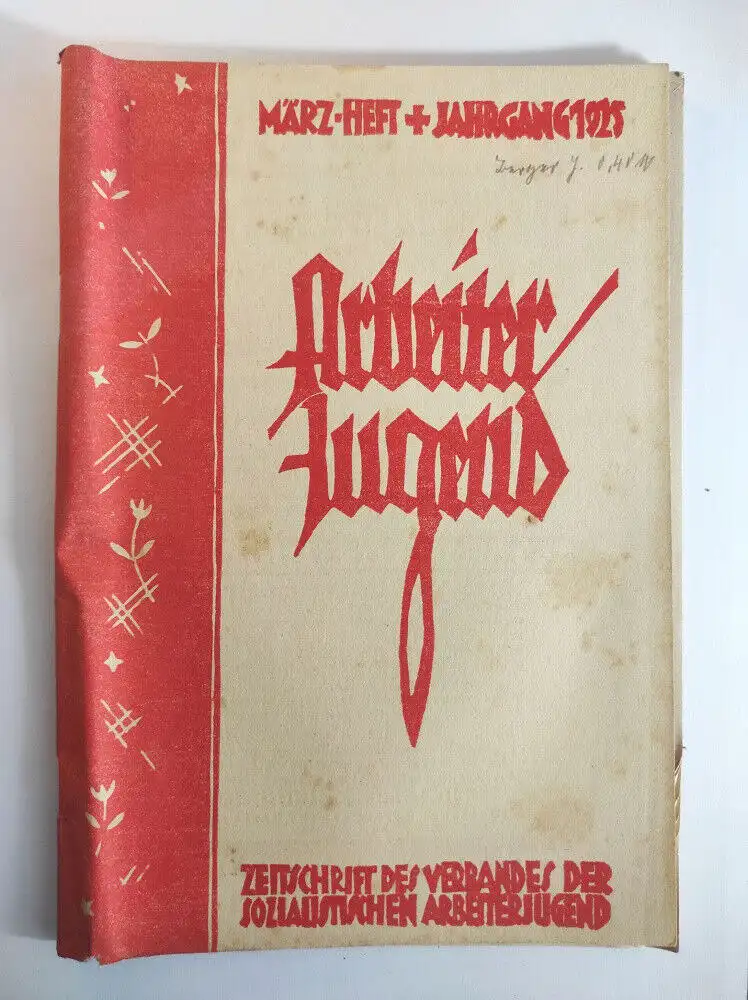 MÄRZ-HEFT + JAHRGANG 1925
Arbeiter
Jugend
ZEITSCHRIFT DES VERBANDES DER
SOZIALISTISCHEN ARBEITERJUGEND